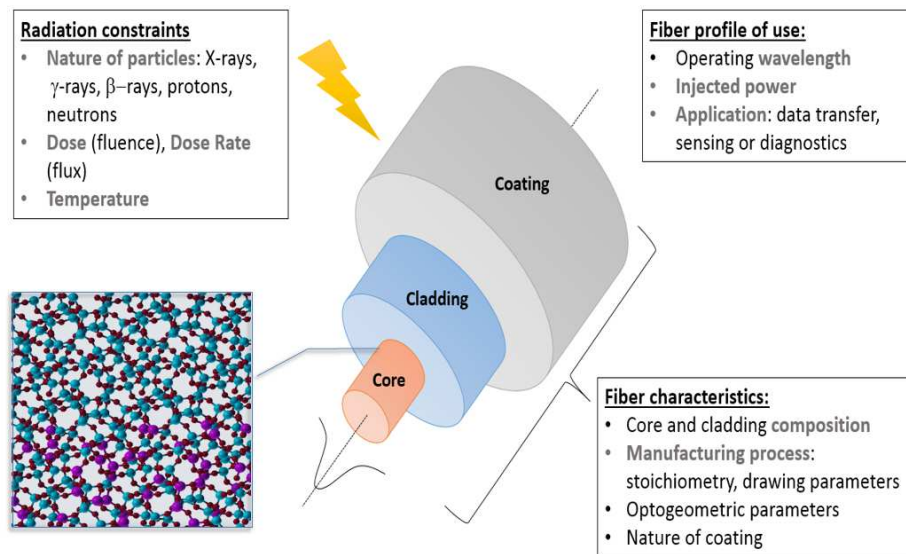 Radiation constraints
• Nature of particles: X-rays,
γ-rays, β−rays, protons,
neutrons
• Dose (fluence), Dose Rate
(flux)
• Temperature
Fiber profile of use:
• Operating wavelength
• Injected power
• Application: data transfer,
sensing or diagnostics
Coating
Cladding
Core
Fiber characteristics:
• Core and cladding composition
• Manufacturing process:
stoichiometry, drawing parameters
• Optogeometric parameters
• Nature of coating